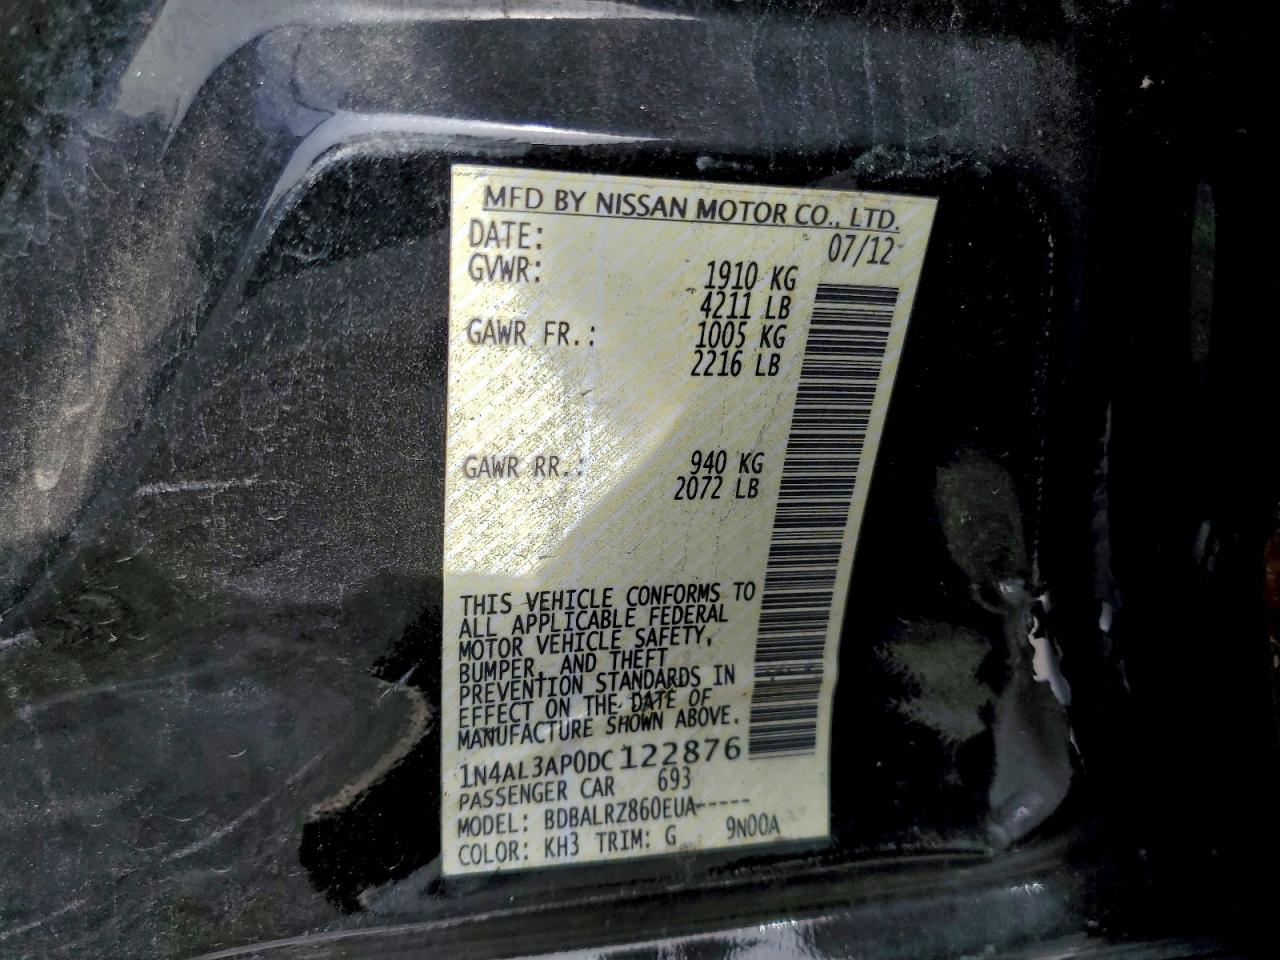 MFD BY NISSAN MOTOR CO., LTD.
DATE: 07/12
GVWR: 1910 KG
4211 LB
GAWR FR.: 1005 KG
2216 LB
GAWR RR.: 940 KG
2072 LB
THIS VEHICLE CONFORMS TO
ALL APPLICABLE FEDERAL
MOTOR VEHICLE SAFETY,
BUMPER, AND THEFT
PREVENTION STANDARDS IN
EFFECT ON THE DATE OF
MANUFACTURE SHOWN ABOVE.
1N4AL3AP0DC122876
PASSENGER CAR 693
MODEL: BDBALRZ860EUA-----
COLOR: KH3 TRIM: G 9N00A